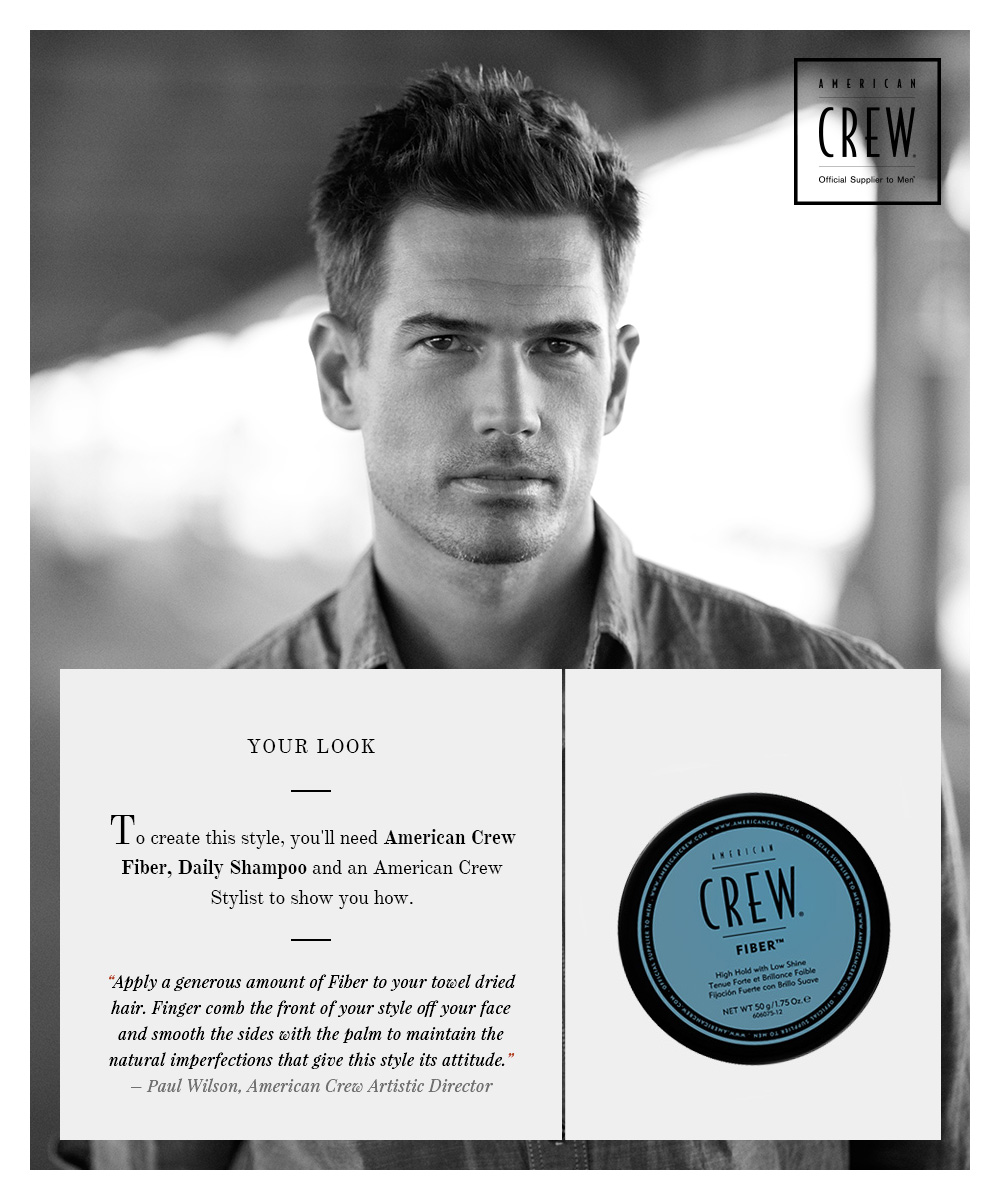 AMERICAN
CREW
Official Supplier to Men
YOUR LOOK
To create this style, you'll need American Crew
Fiber, Daily Shampoo and an American Crew
Stylist to show you how.
“Apply a generous amount of Fiber to your towel dried
hair. Finger comb the front of your style off your face
and smooth the sides with the palm to maintain the
natural imperfections that give this style its attitude.”
– Paul Wilson, American Crew Artistic Director
WWW.AMERICANCREW.COM · OFFICIAL SUPPLIER TO MEN · WWW.AMERICANCREW.COM · OFFICIAL SUPPLIER TO MEN · WWW.AMERICANCREW.COM · OFFICIAL SUPPLIER TO MEN ·
AMERICAN
CREW®
FIBER™
High Hold with Low Shine
Tenue Forte et Brillance Faible
Fijación Fuerte con Brillo Suave
NET WT 50 g/1.75 Oz. e
606075-12